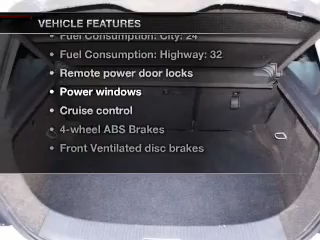 VEHICLE FEATURES
• Fuel Consumption: City: 24
• Fuel Consumption: Highway: 32
• Remote power door locks
• Power windows
• Cruise control
• 4-wheel ABS Brakes
• Front Ventilated disc brakes